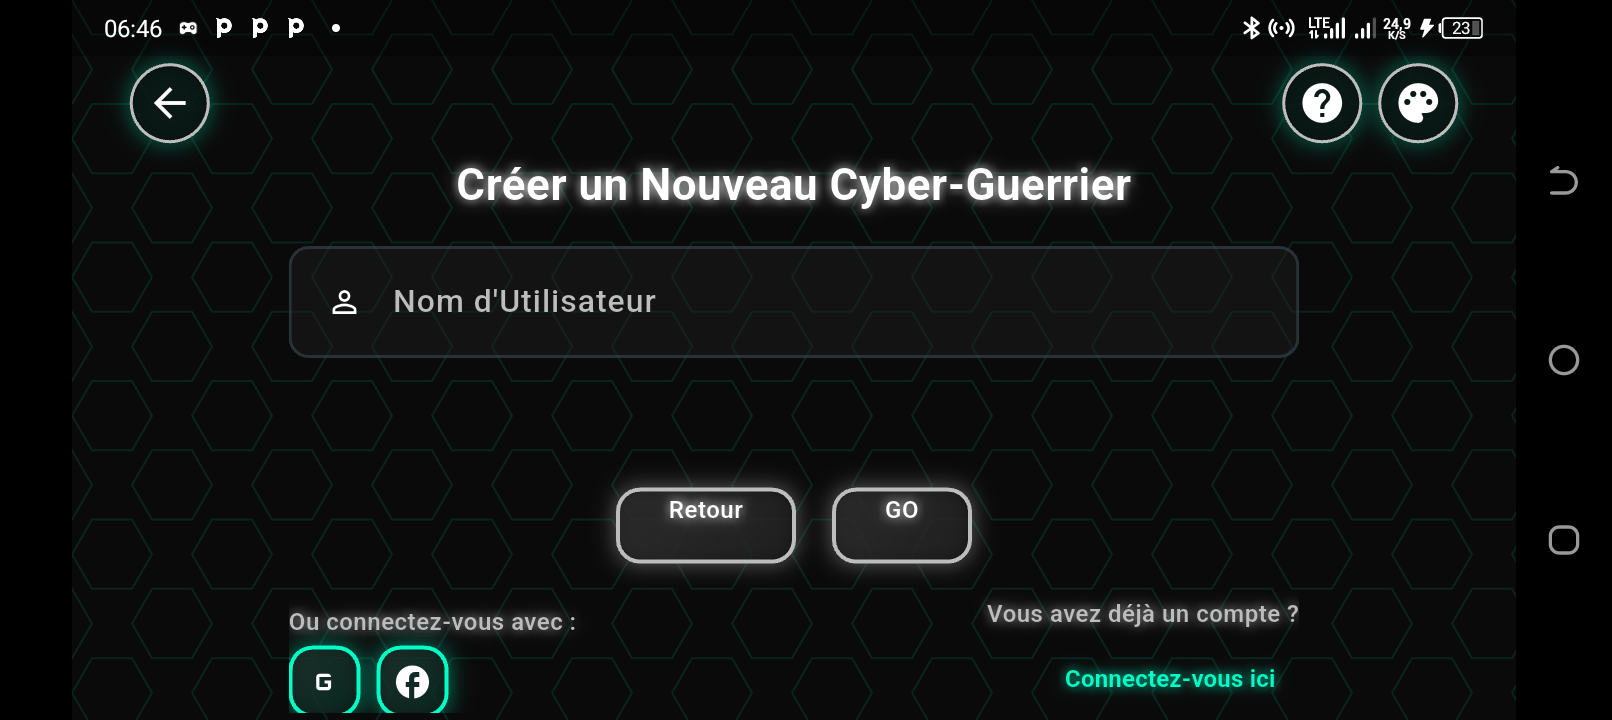 06:46
LTE 24,9 K/S 23
Créer un Nouveau Cyber-Guerrier
Nom d'Utilisateur
Retour
GO
Ou connectez-vous avec :
Vous avez déjà un compte ?
G
Connectez-vous ici